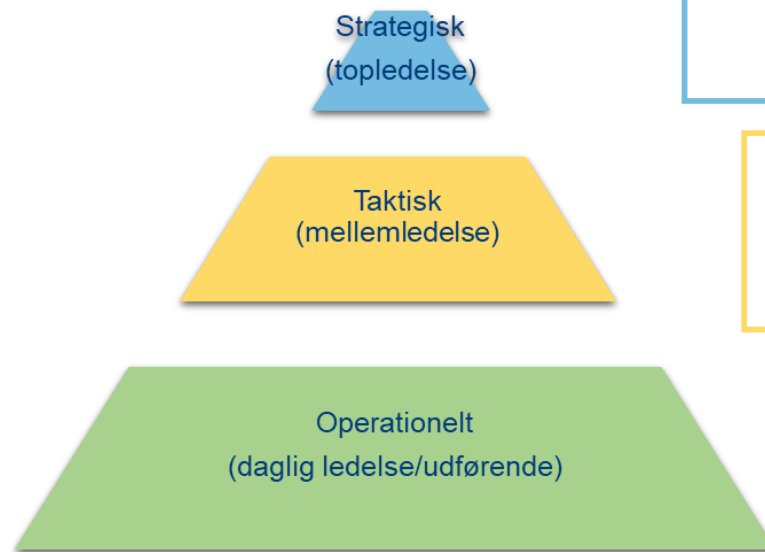 Strategisk
(topledelse)
Taktisk
(mellemledelse)
Operationelt
(daglig ledelse/udførende)